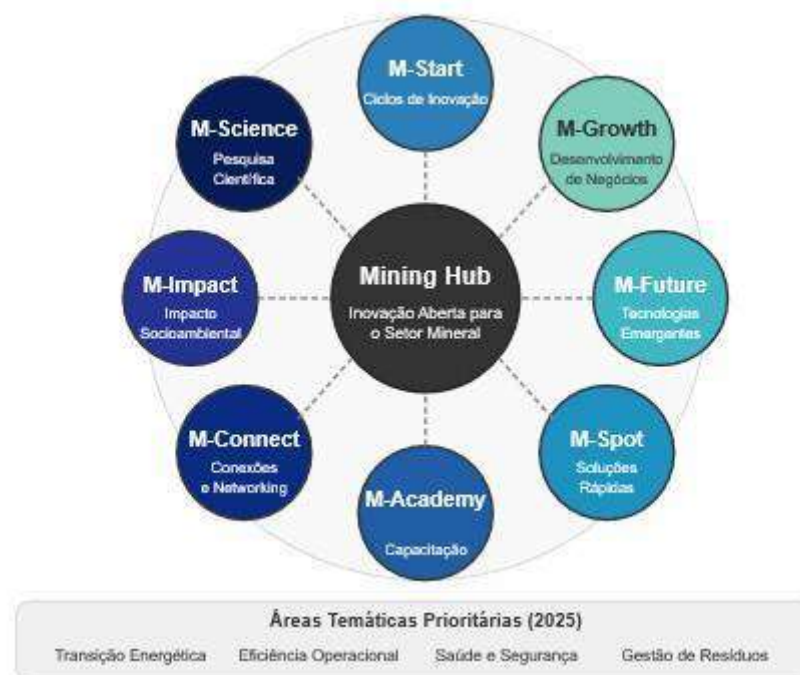 M-Start
Ciclos de Inovação
M-Science
Pesquisa
Científica
M-Growth
Desenvolvimento
de Negócios
M-Impact
Impacto
Socioambiental
Mining Hub
Inovação Aberta para
o Setor Mineral
M-Future
Tecnologias
Emergentes
M-Connect
Conexões
e Networking
M-Spot
Soluções
Rápidas
M-Academy
Capacitação
Áreas Temáticas Prioritárias (2025)
Transição Energética Eficiência Operacional Saúde e Segurança Gestão de Resíduos